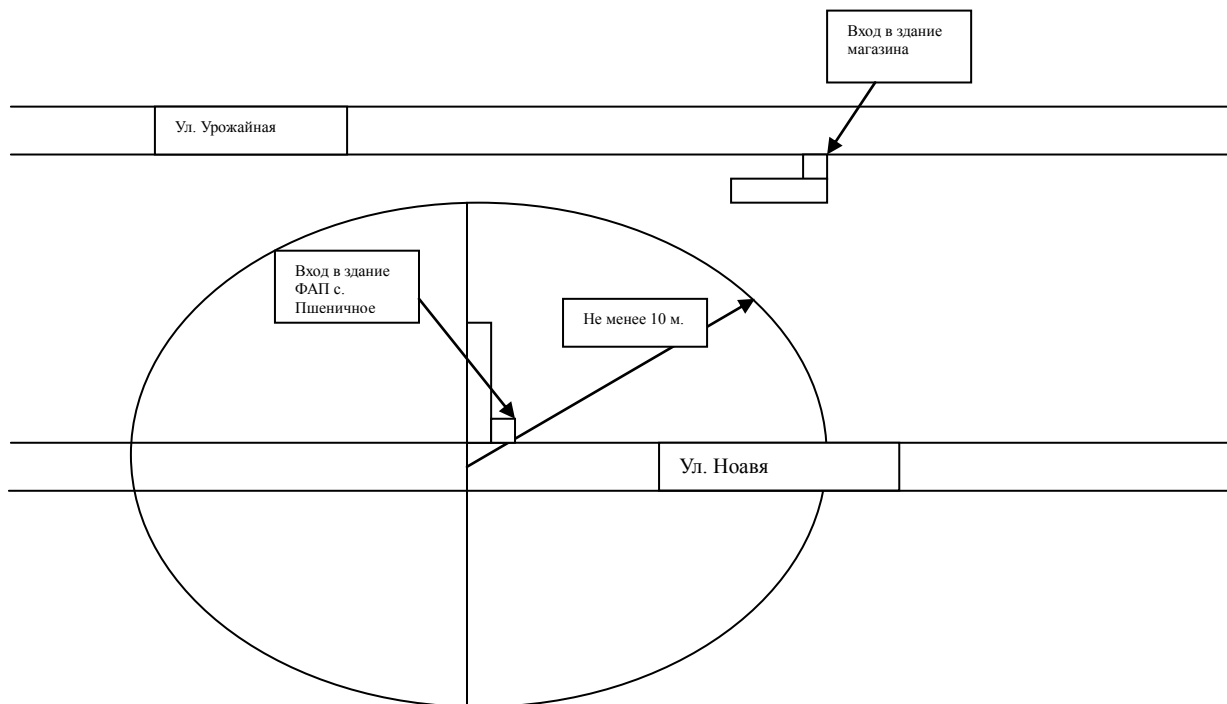 Вход в здание
магазина
Ул. Урожайная
Вход в здание
ФАП с.
Пшеничное
Не менее 10 м.
Ул. Ноавя